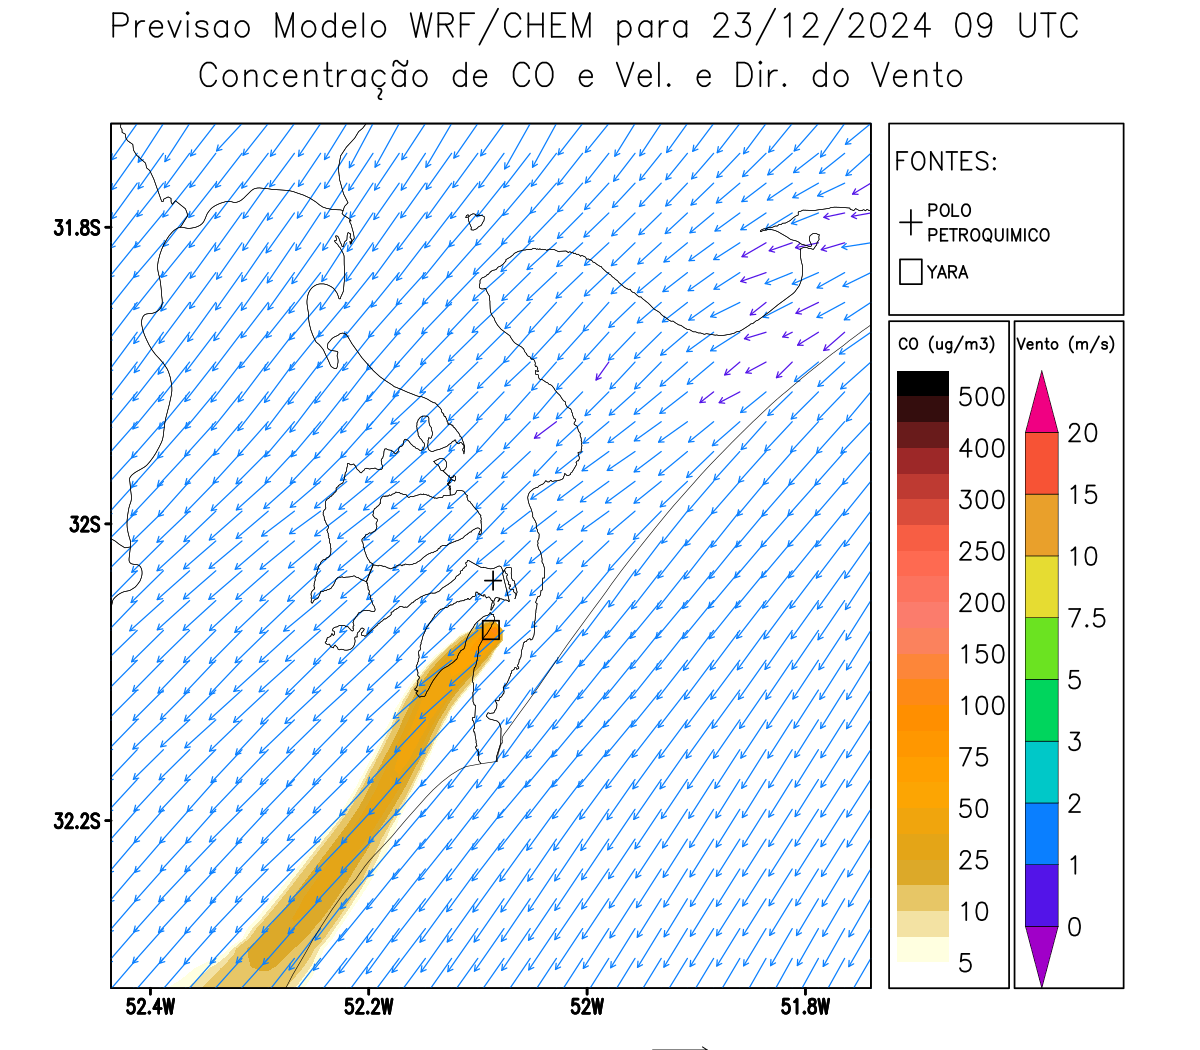 Previsao Modelo WRF/CHEM para 23/12/2024 09 UTC
Concentração de CO e Vel. e Dir. do Vento
FONTES:
POLO
PETROQUIMICO
YARA
31.8S
32S
32.2S
52.4W
52.2W
52W
51.8W
CO (ug/m3)
500
400
300
250
200
150
100
75
50
25
10
5
Vento (m/s)
20
15
10
7.5
5
3
2
1
0